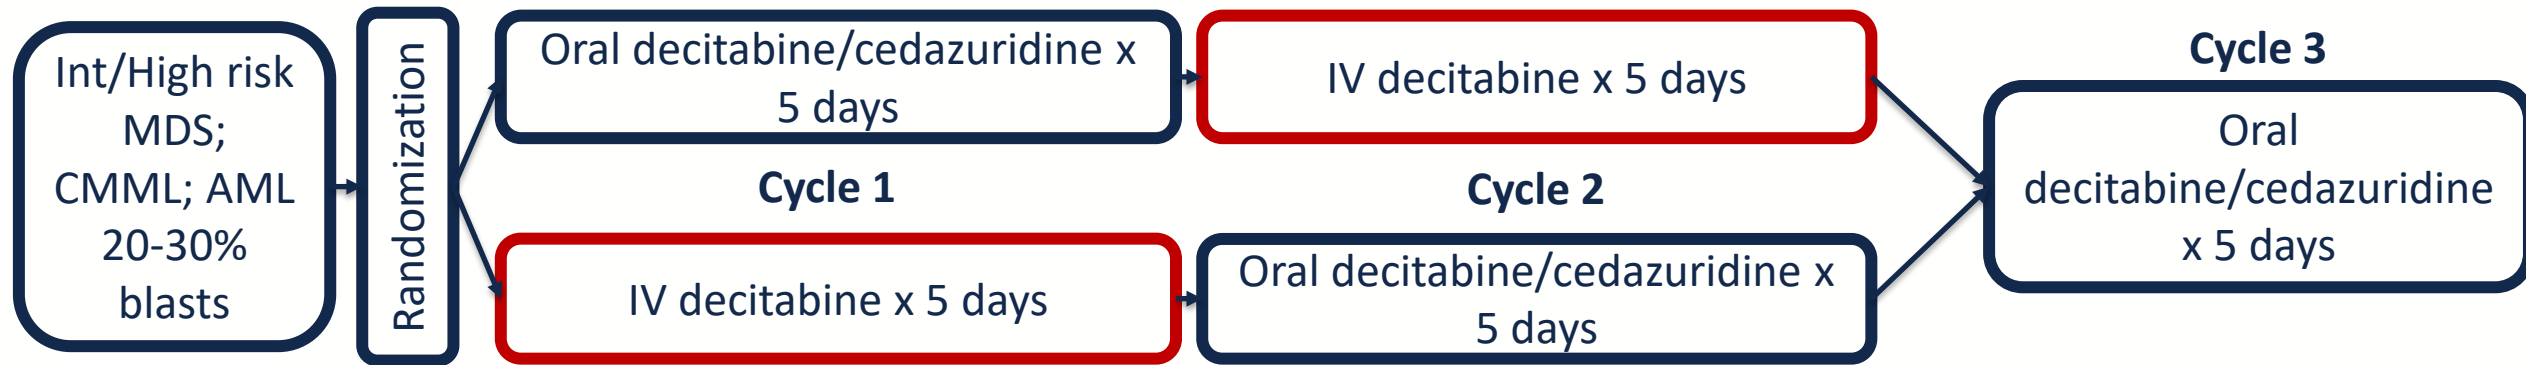 Int/High risk
MDS;
CMML; AML
20-30%
blasts
Randomization
Oral decitabine/cedazuridine x
5 days
IV decitabine x 5 days
Cycle 1
Cycle 2
IV decitabine x 5 days
Oral decitabine/cedazuridine x
5 days
Cycle 3
Oral
decitabine/cedazuridine
x 5 days